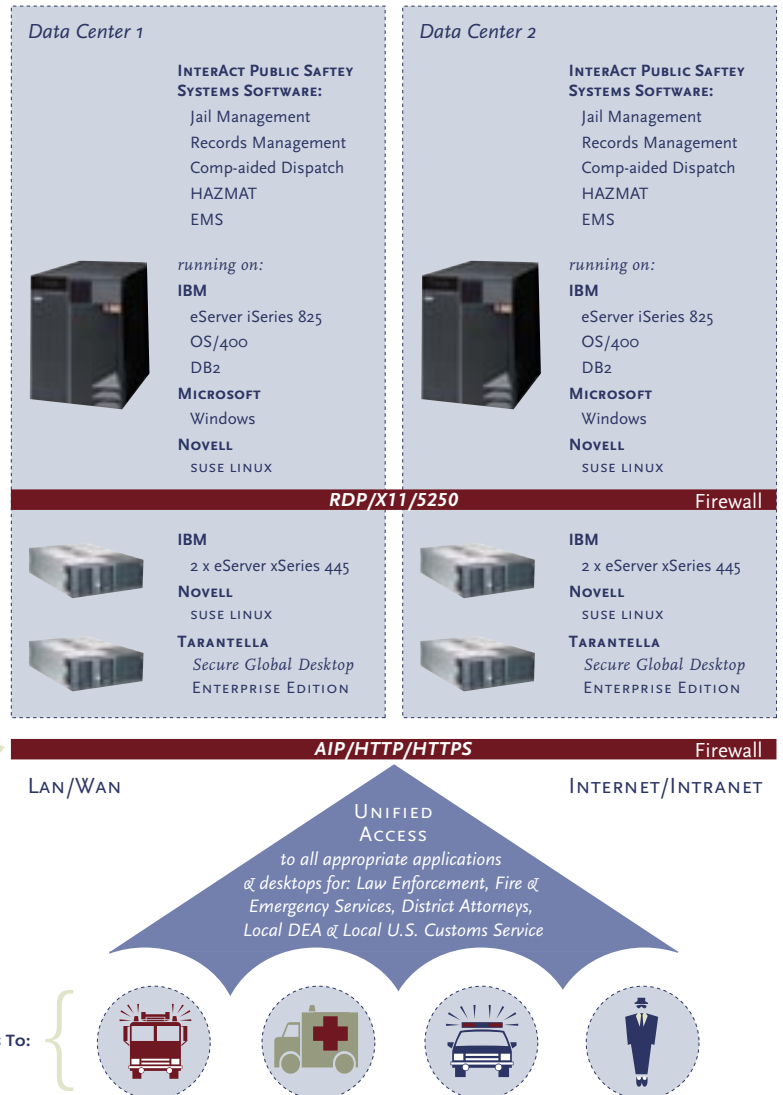 Data Center 1
InterAct Public Saftey
Systems Software:
Jail Management
Records Management
Comp-aided Dispatch
HAZMAT
EMS
running on:
IBM
eServer iSeries 825
OS/400
DB2
Microsoft
Windows
Novell
SUSE LINUX
Data Center 2
InterAct Public Saftey
Systems Software:
Jail Management
Records Management
Comp-aided Dispatch
HAZMAT
EMS
running on:
IBM
eServer iSeries 825
OS/400
DB2
Microsoft
Windows
Novell
SUSE LINUX
RDP/X11/5250 Firewall
IBM
2 x eServer xSeries 445
Novell
SUSE LINUX
Tarantella
Secure Global Desktop
Enterprise Edition
IBM
2 x eServer xSeries 445
Novell
SUSE LINUX
Tarantella
Secure Global Desktop
Enterprise Edition
AIP/HTTP/HTTPS Firewall
Lan/Wan Internet/Intranet
Unified
Access
to all appropriate applications
& desktops for: Law Enforcement, Fire &
Emergency Services, District Attorneys,
Local DEA & Local U.S. Customs Service
To: